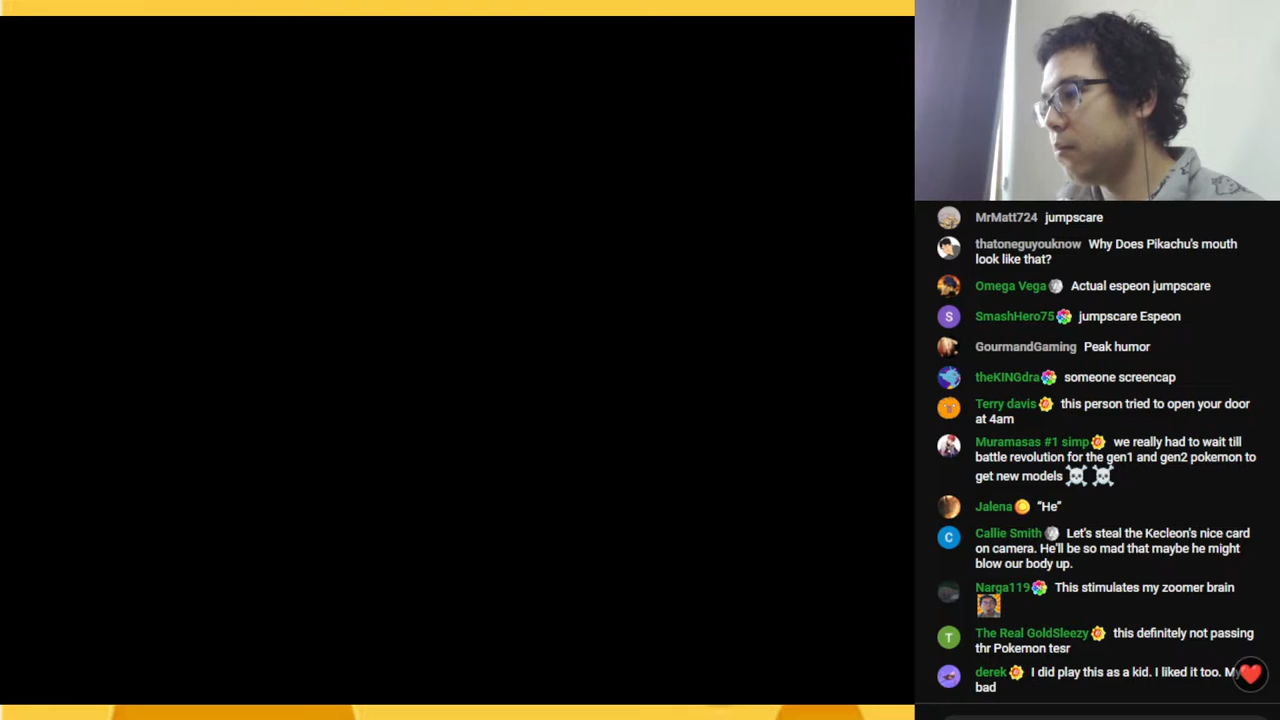 MrMatt724 jumpscare
thatoneguyouknow Why Does Pikachu's mouth
look like that?
Omega Vega Actual espeon jumpscare
S SmashHero75 jumpscare Espeon
GourmandGaming Peak humor
theKINGdra someone screencap
Terry davis this person tried to open your door
at 4am
Muramasas #1 simp we really had to wait till
battle revolution for the gen1 and gen2 pokemon to
get new models
Jalena “He”
C Callie Smith Let's steal the Kecleon's nice card
on camera. He'll be so mad that maybe he might
blow our body up.
Narga119 This stimulates my zoomer brain
T The Real GoldSleezy this definitely not passing
thr Pokemon tesr
derek I did play this as a kid. I liked it too. My
bad